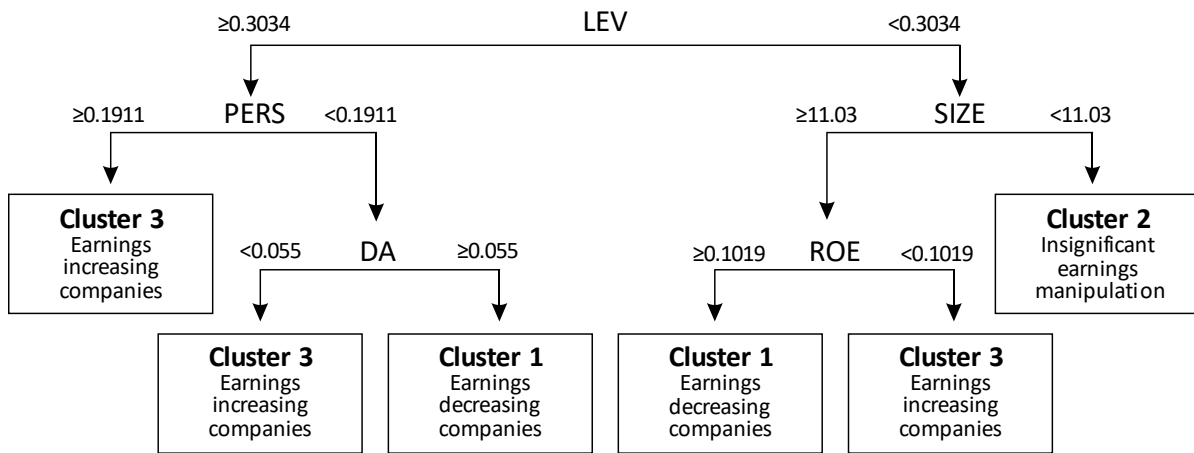 ≥0.3034 LEV <0.3034
≥0.1911 PERS <0.1911 ≥11.03 SIZE <11.03
Cluster 3
Earnings
increasing
companies
Cluster 2
Insignificant
earnings
manipulation
<0.055 DA ≥0.055 ≥0.1019 ROE <0.1019
Cluster 3
Earnings
increasing
companies
Cluster 1
Earnings
decreasing
companies
Cluster 1
Earnings
decreasing
companies
Cluster 3
Earnings
increasing
companies